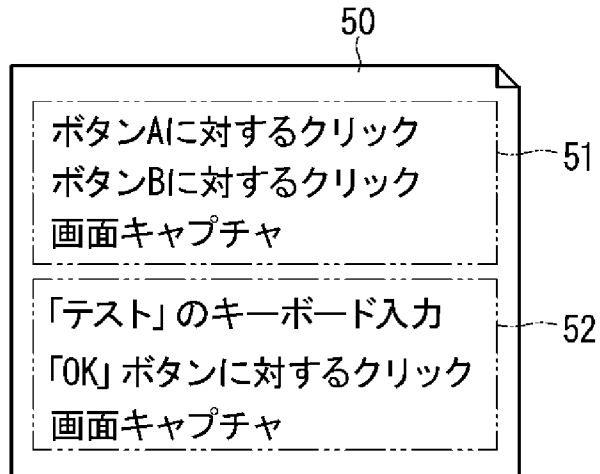 50
ボタンAに対するクリック
ボタンBに対するクリック
画面キャプチャ
51
「テスト」のキーボード入力
「OK」ボタンに対するクリック
画面キャプチャ
52